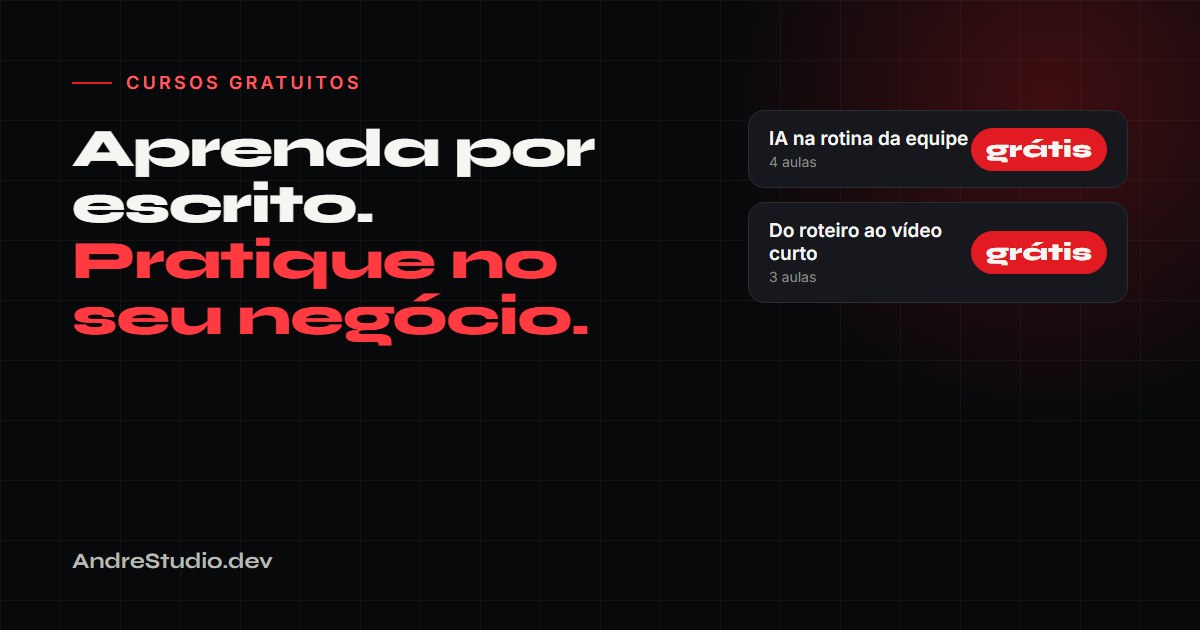 CURSOS GRATUITOS
Aprenda por
escrito.
Pratique no
seu negócio.
IA na rotina da equipe
4 aulas
grátis
Do roteiro ao vídeo
curto
3 aulas
grátis
AndreStudio.dev